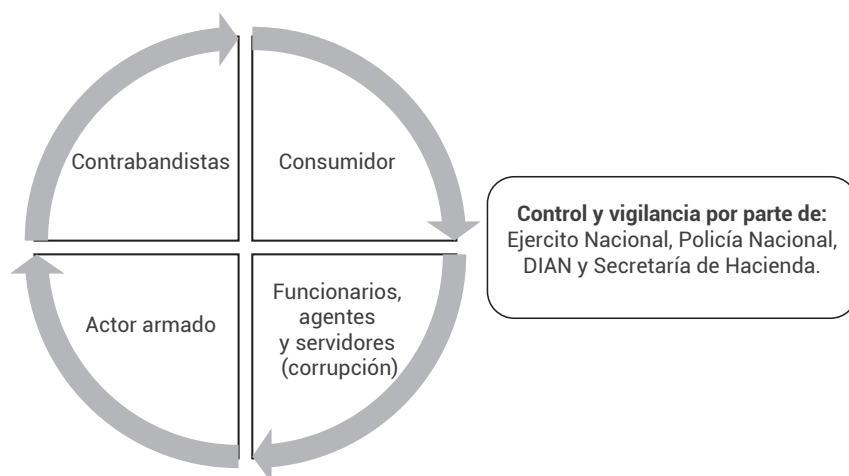 Contrabandistas
Consumidor
Control y vigilancia por parte de:
Ejercito Nacional, Policía Nacional,
DIAN y Secretaría de Hacienda.
Actor armado
Funcionarios,
agentes
y servidores
(corrupción)